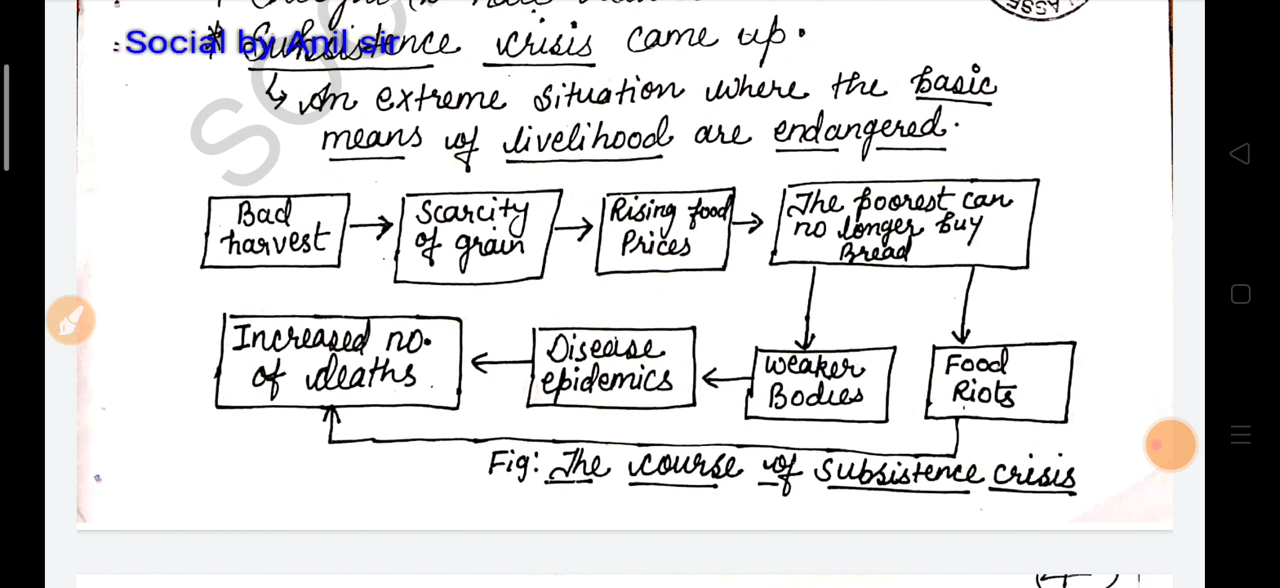 Social by Anil sir
* Subsistence crisis came up.
↳ An extreme situation where the basic
means of livelihood are endangered.
Bad
harvest
Scarcity
of grain
Rising food
Prices
The poorest can
no longer buy
Bread
Weaker
Bodies
Food
Riots
Disease
epidemics
Increased no.
of deaths.
Fig: The course of subsistence crisis